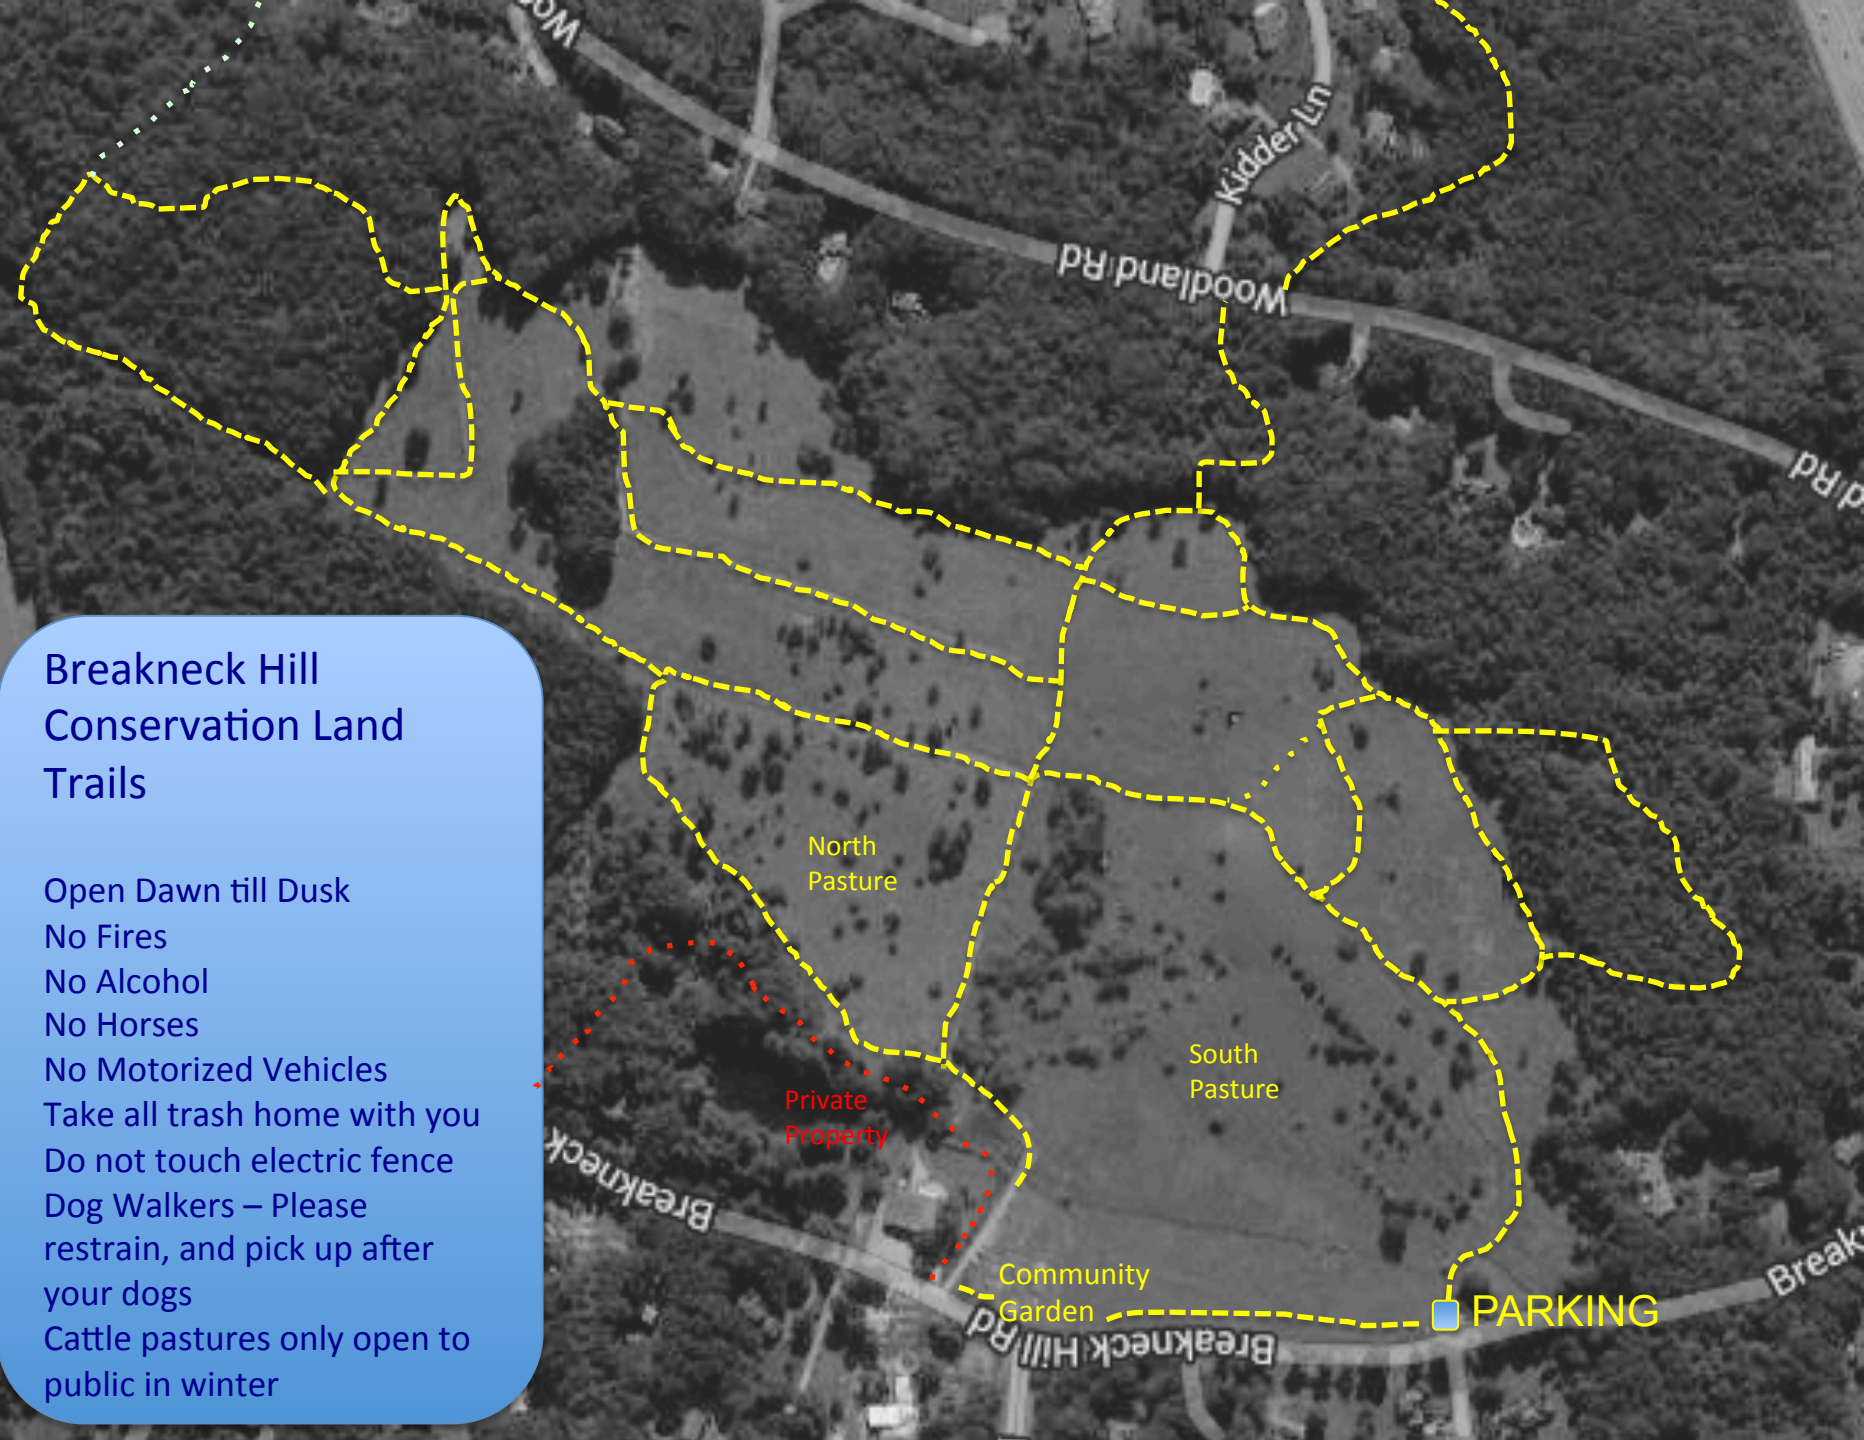 Wo
Kidder Ln
Woodland Rd
d Rd
Breakneck Hill
Conservation Land
Trails
Open Dawn till Dusk
No Fires
No Alcohol
No Horses
No Motorized Vehicles
Take all trash home with you
Do not touch electric fence
Dog Walkers – Please
restrain, and pick up after
your dogs
Cattle pastures only open to
public in winter
North
Pasture
South
Pasture
Private
Property
Breakneck
Community
Garden
PARKING
Breakneck Hill Rd
Break